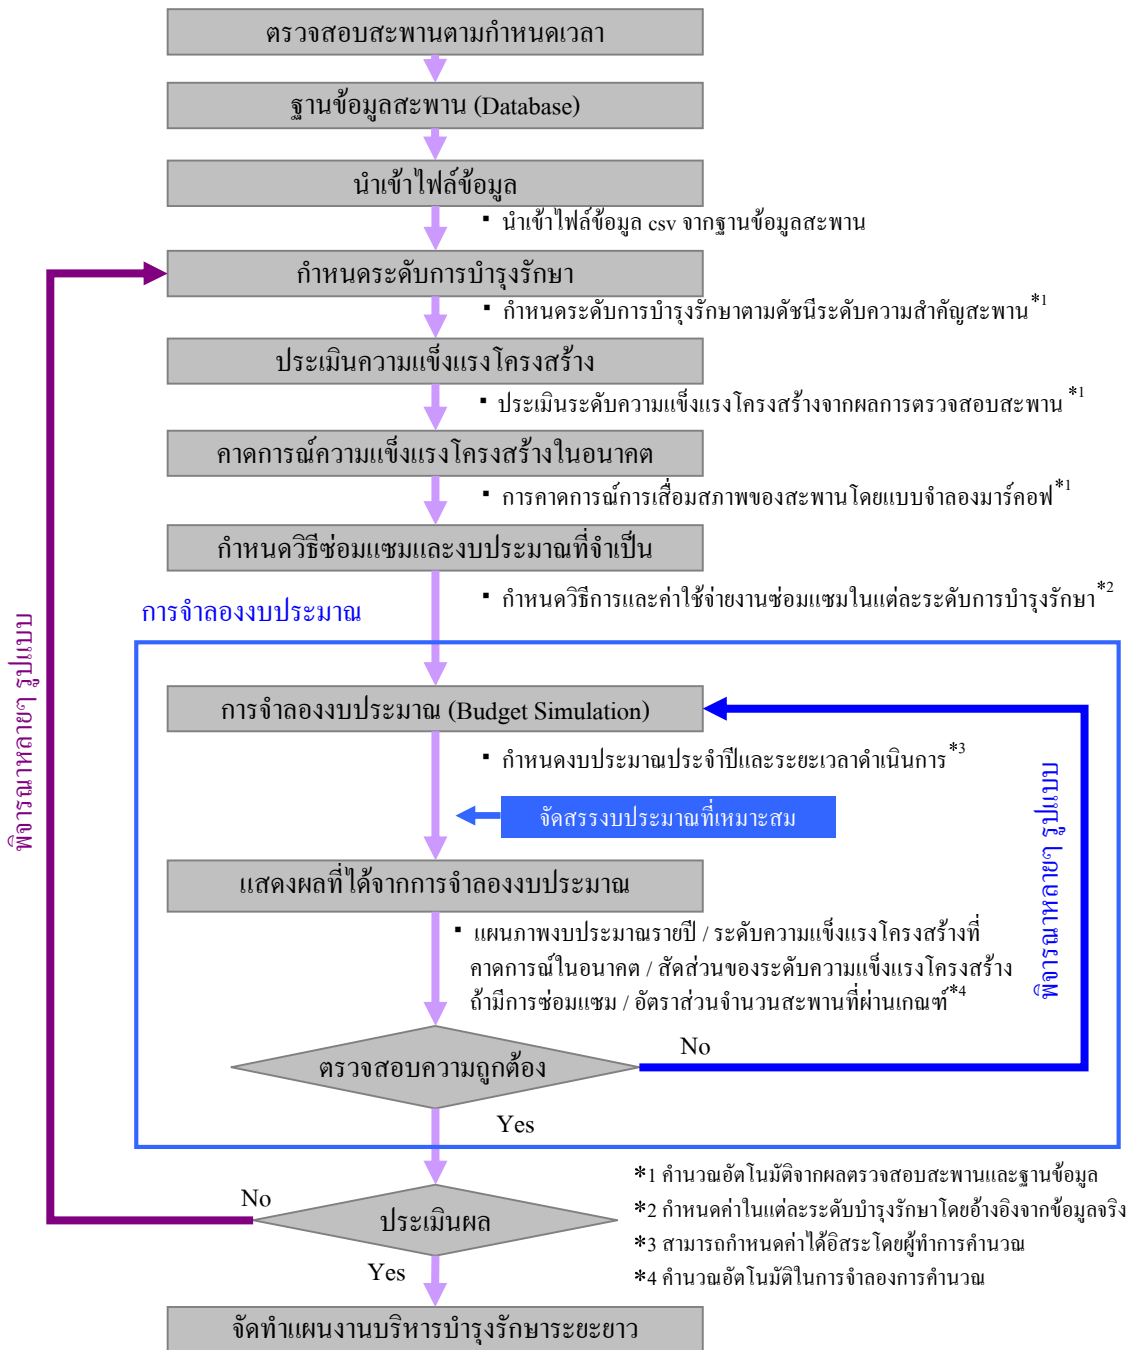 ตรวจสอบสะพานตามกำหนดเวลา
ฐานข้อมูลสะพาน (Database)
นำเข้าไฟล์ข้อมูล
▪ นำเข้าไฟล์ข้อมูล csv จากฐานข้อมูลสะพาน
กำหนดระดับการบำรุงรักษา
▪ กำหนดระดับการบำรุงรักษาตามดัชนีระดับความสำคัญสะพาน*1
ประเมินความแข็งแรงโครงสร้าง
▪ ประเมินระดับความแข็งแรงโครงสร้างจากผลการตรวจสอบสะพาน*1
คาดการณ์ความแข็งแรงโครงสร้างในอนาคต
▪ การคาดการณ์การเสื่อมสภาพของสะพานโดยแบบจำลองมาร์คอฟ*1
กำหนดวิธีซ่อมแซมและงบประมาณที่จำเป็น
▪ กำหนดวิธีการและค่าใช้จ่ายงานซ่อมแซมในแต่ละระดับการบำรุงรักษา*2
การจำลองงบประมาณ
พิจารณาหลายๆ รูปแบบ
การจำลองงบประมาณ (Budget Simulation)
▪ กำหนดงบประมาณประจำปีและระยะเวลาดำเนินการ*3
จัดสรรงบประมาณที่เหมาะสม
พิจารณาหลายๆ รูปแบบ
แสดงผลที่ได้จากการจำลองงบประมาณ
▪ แผนภาพงบประมาณรายปี / ระดับความแข็งแรงโครงสร้างที่
คาดการณ์ในอนาคต / สัดส่วนของระดับความแข็งแรงโครงสร้าง
ถ้ามีการซ่อมแซม / อัตราส่วนจำนวนสะพานที่ผ่านเกณฑ์*4
ตรวจสอบความถูกต้อง
No
Yes
*1 คำนวณอัตโนมัติจากผลตรวจสอบสะพานและฐานข้อมูล
*2 กำหนดค่าในแต่ละระดับบำรุงรักษาโดยอ้างอิงจากข้อมูลจริง
*3 สามารถกำหนดค่าได้อิสระโดยผู้ทำการคำนวณ
*4 คำนวณอัตโนมัติในการจำลองการคำนวณ
No
ประเมินผล
Yes
จัดทำแผนงานบริหารบำรุงรักษาระยะยาว